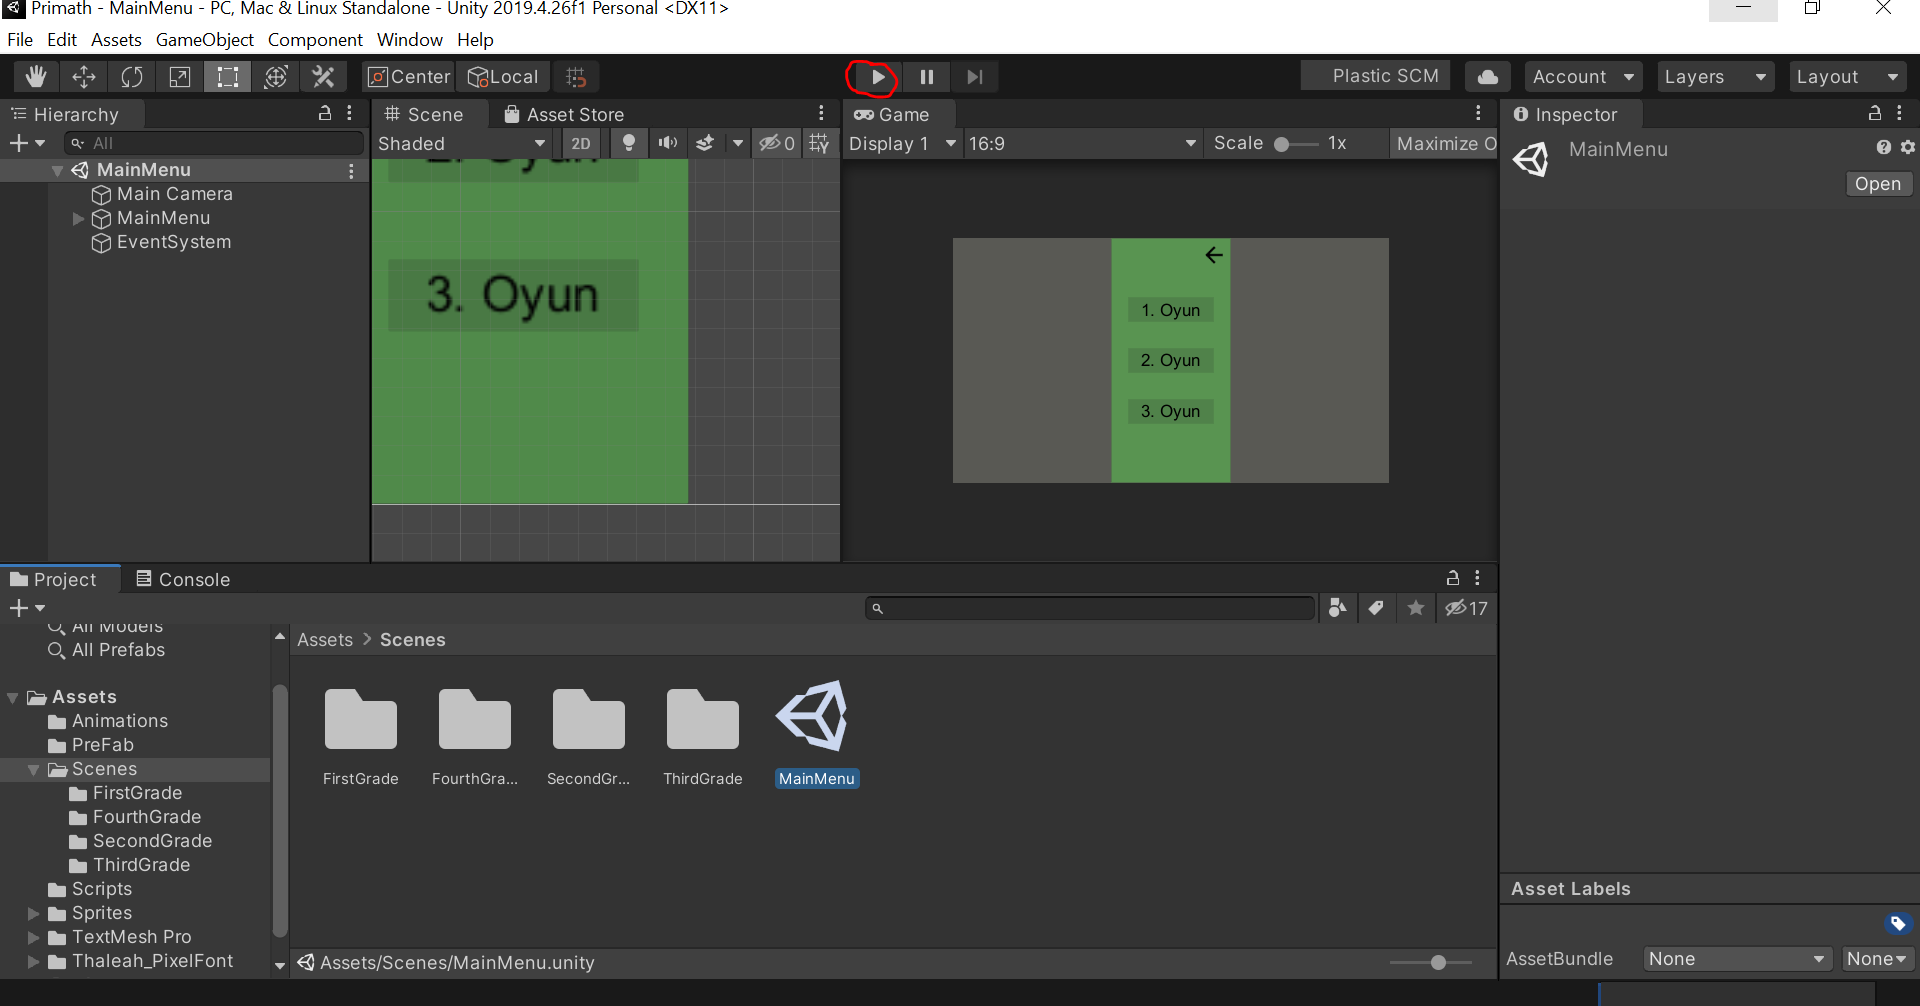 Primath - MainMenu - PC, Mac & Linux Standalone - Unity 2019.4.26f1 Personal <DX11>
File Edit Assets GameObject Component Window Help
Center Local Plastic SCM Account Layers Layout
Hierarchy
All
MainMenu
Main Camera
MainMenu
EventSystem
Scene Asset Store
Shaded 2D 0
2. Oyun
3. Oyun
Game
Display 1 16:9 Scale 1x Maximize O
1. Oyun
2. Oyun
3. Oyun
Inspector
MainMenu
Open
Project Console
17
All Models
All Prefabs
Assets
Animations
PreFab
Scenes
FirstGrade
FourthGrade
SecondGrade
ThirdGrade
Scripts
Sprites
TextMesh Pro
Thaleah_PixelFont
Assets > Scenes
FirstGrade FourthGra... SecondGr... ThirdGrade MainMenu
Assets/Scenes/MainMenu.unity
Asset Labels
AssetBundle None None